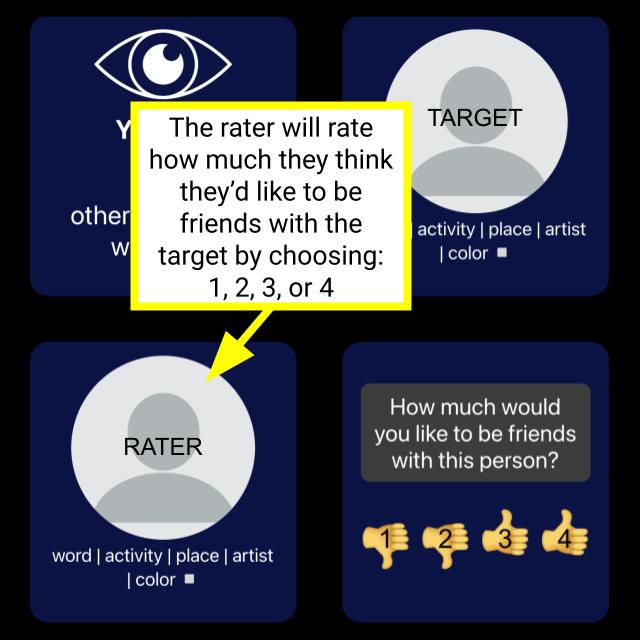 The rater will rate
how much they think
they'd like to be
friends with the
target by choosing:
1, 2, 3, or 4
Y
other
w
TARGET
| activity | place | artist
| color
RATER
word | activity | place | artist
| color
How much would
you like to be friends
with this person?
1 2 3 4